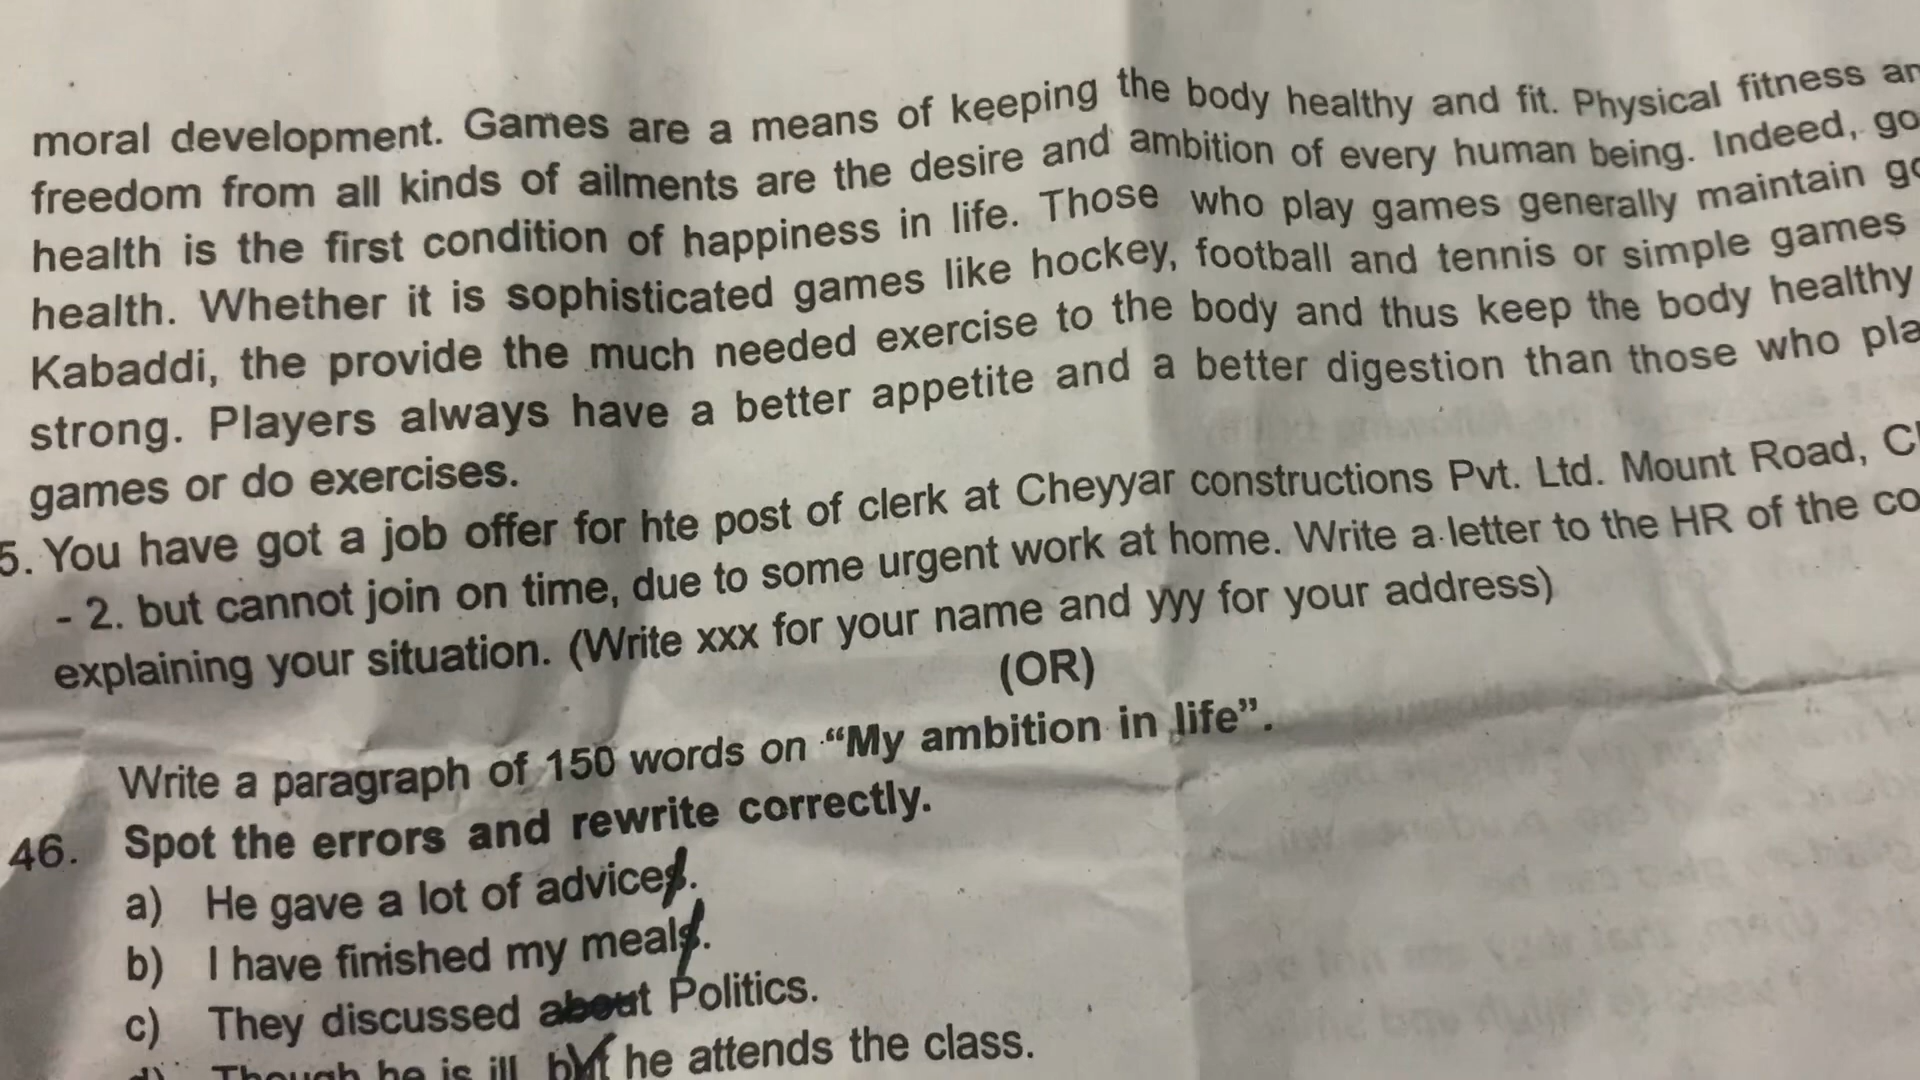 moral development. Games are a means of keeping the body healthy and fit. Physical fitness
freedom from all kinds of ailments are the desire and ambition of every human being. Indeed,
health is the first condition of happiness in life. Those who play games generally maintain
health. Whether it is sophisticated games like hockey, football and tennis or simple games
Kabaddi, the provide the much needed exercise to the body and thus keep the body healthy
strong. Players always have a better appetite and a better digestion than those who
games or do exercises.
5. You have got a job offer for hte post of clerk at Cheyyar constructions Pvt. Ltd. Mount Road,
- 2. but cannot join on time, due to some urgent work at home. Write a letter to the HR of the
explaining your situation. (Write xxx for your name and yyy for your address)
(OR)
Write a paragraph of 150 words on “My ambition in life”.
46. Spot the errors and rewrite correctly.
a) He gave a lot of advices.
b) I have finished my meals.
c) They discussed about Politics.
d) Though he is ill but he attends the class.